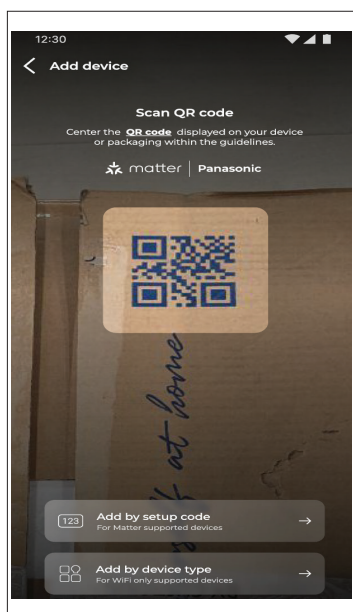 12:30
Add device
Scan QR code
Center the QR code displayed on your device
or packaging within the guidelines.
matter | Panasonic
at home
123
Add by setup code
For Matter supported devices
Add by device type
For WiFi only supported devices